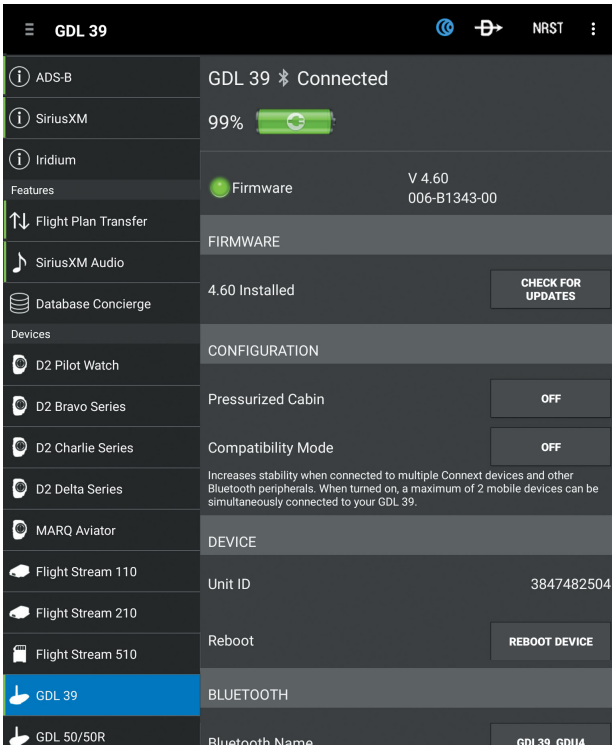 GDL 39
NRST
ADS-B
SiriusXM
Iridium
Features
Flight Plan Transfer
SiriusXM Audio
Database Concierge
Devices
D2 Pilot Watch
D2 Bravo Series
D2 Charlie Series
D2 Delta Series
MARQ Aviator
Flight Stream 110
Flight Stream 210
Flight Stream 510
GDL 39
GDL 50/50R
GDL 39 Connected
99%
Firmware
V 4.60
006-B1343-00
FIRMWARE
4.60 Installed
CHECK FOR
UPDATES
CONFIGURATION
Pressurized Cabin
OFF
Compatibility Mode
OFF
Increases stability when connected to multiple Connext devices and other
Bluetooth peripherals. When turned on, a maximum of 2 mobile devices can be
simultaneously connected to your GDL 39.
DEVICE
Unit ID
3847482504
Reboot
REBOOT DEVICE
BLUETOOTH
Bluetooth Name
GDL39_GDU4